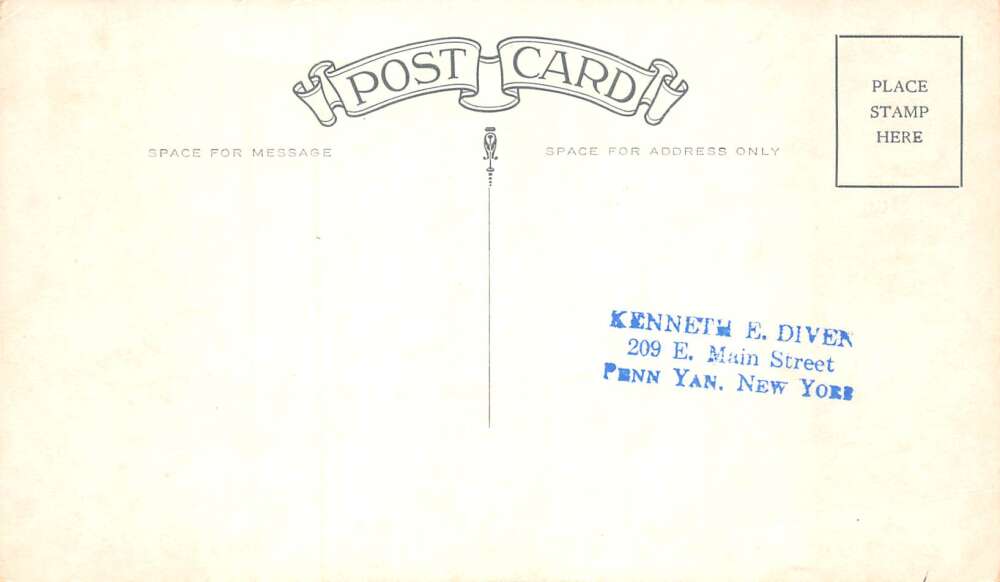 POST CARD
PLACE
STAMP
HERE
SPACE FOR MESSAGE
SPACE FOR ADDRESS ONLY
KENNETH E. DIVEN
209 E. Main Street
PENN YAN, NEW YORK